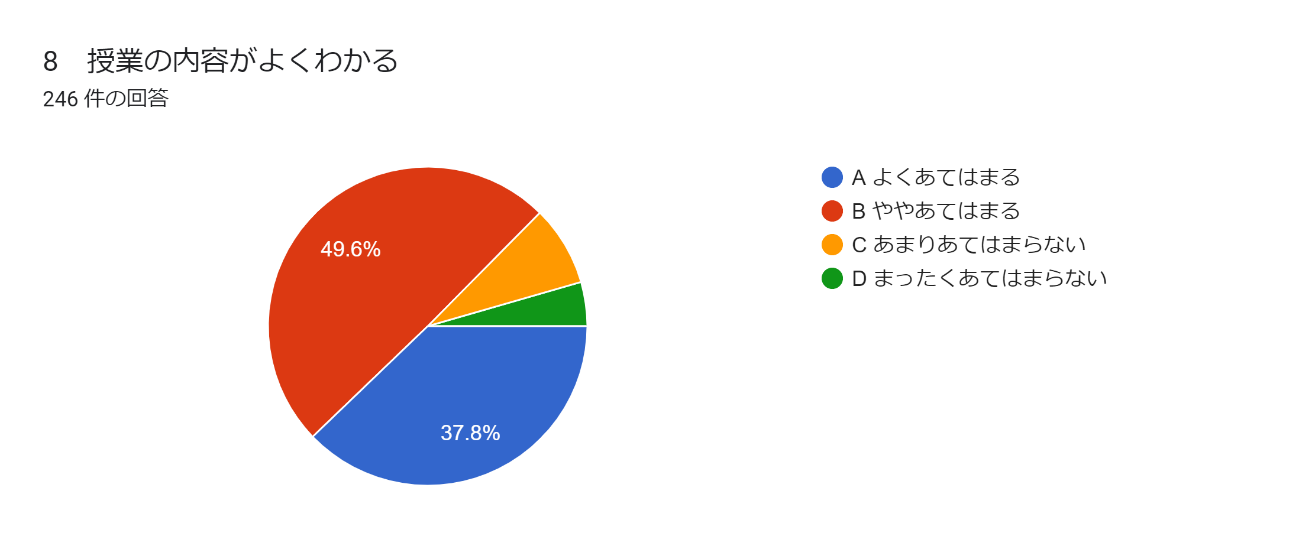 8　授業の内容がよくわかる
246 件の回答
49.6%
37.8%
A よくあてはまる
B ややあてはまる
C あまりあてはまらない
D まったくあてはまらない